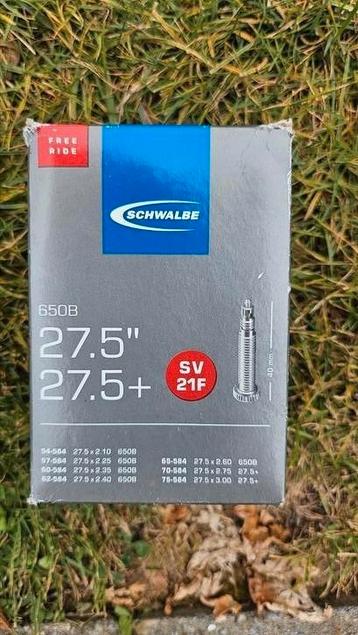 FREE
RIDE
SCHWALBE
650B
27.5"
27.5+
SV
21F
40 mm
54-584 27.5 x 2.10 650B
57-584 27.5 x 2.25 650B
60-584 27.5 x 2.35 650B
62-584 27.5 x 2.40 650B
65-584 27.5 x 2.60 650B
70-584 27.5 x 2.75 27.5+
75-584 27.5 x 3.00 27.5+